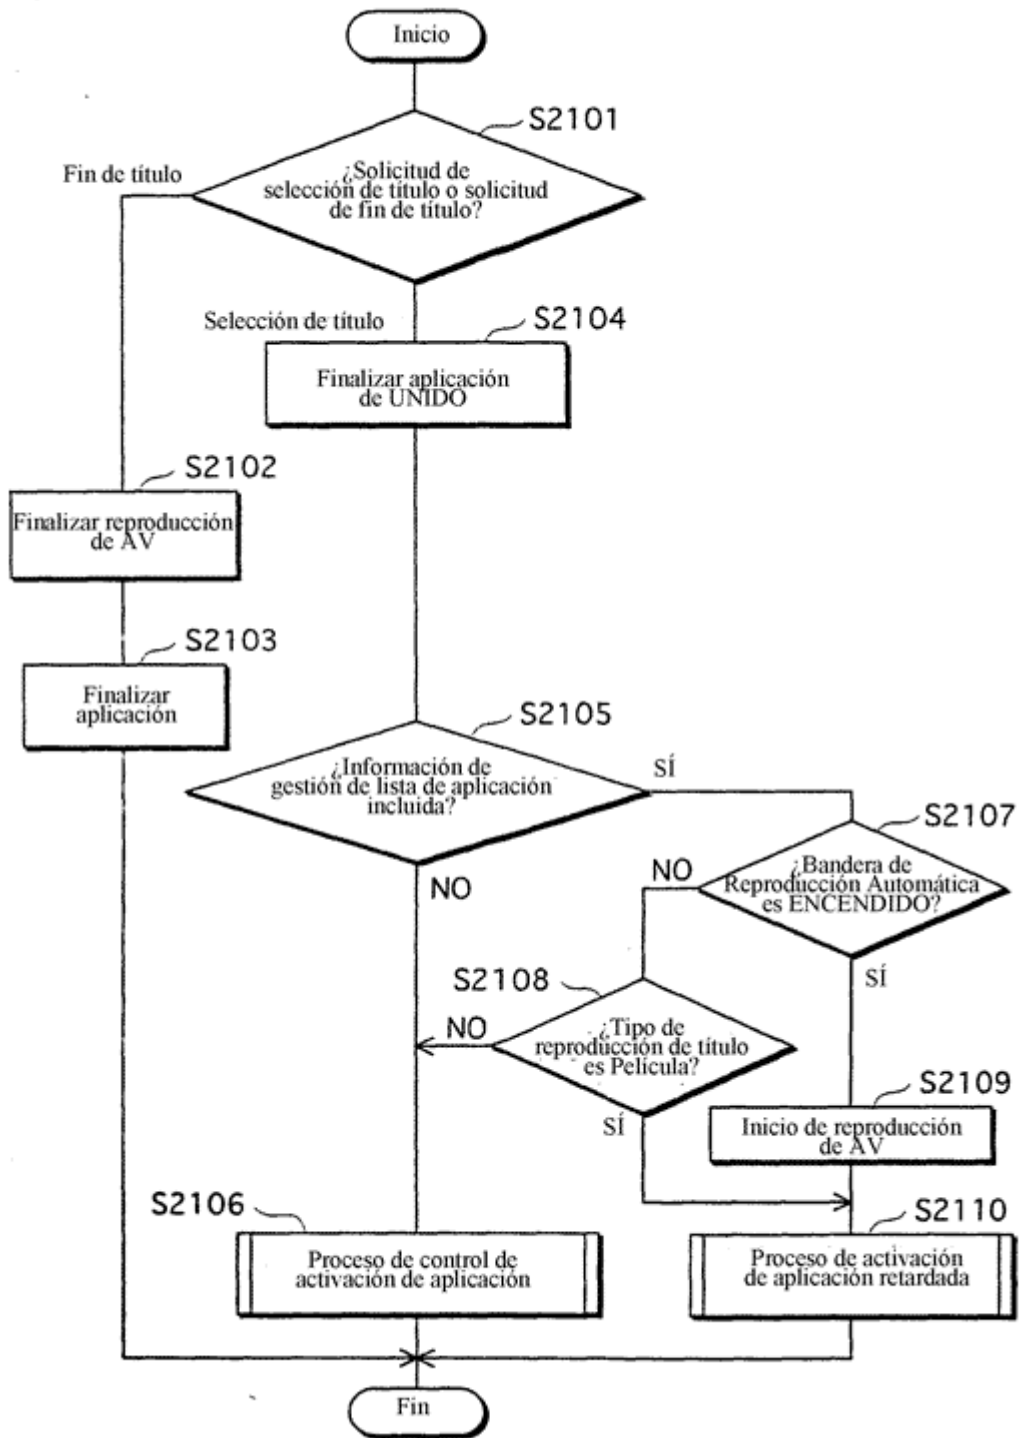 Inicio
S2101
¿Solicitud de
selección de título o solicitud
de fin de título?
Fin de título
Selección de título
S2104
Finalizar aplicación
de UNIDO
S2102
Finalizar reproducción
de AV
S2103
Finalizar
aplicación
S2105
¿Información de
gestión de lista de aplicación
incluida?
SÍ
NO
S2107
¿Bandera de
Reproducción Automática
es ENCENDIDO?
NO
SÍ
S2108
¿Tipo de
reproducción de título
es Película?
NO
SÍ
S2109
Inicio de reproducción
de AV
S2106
Proceso de control de
activación de aplicación
S2110
Proceso de activación
de aplicación retardada
Fin